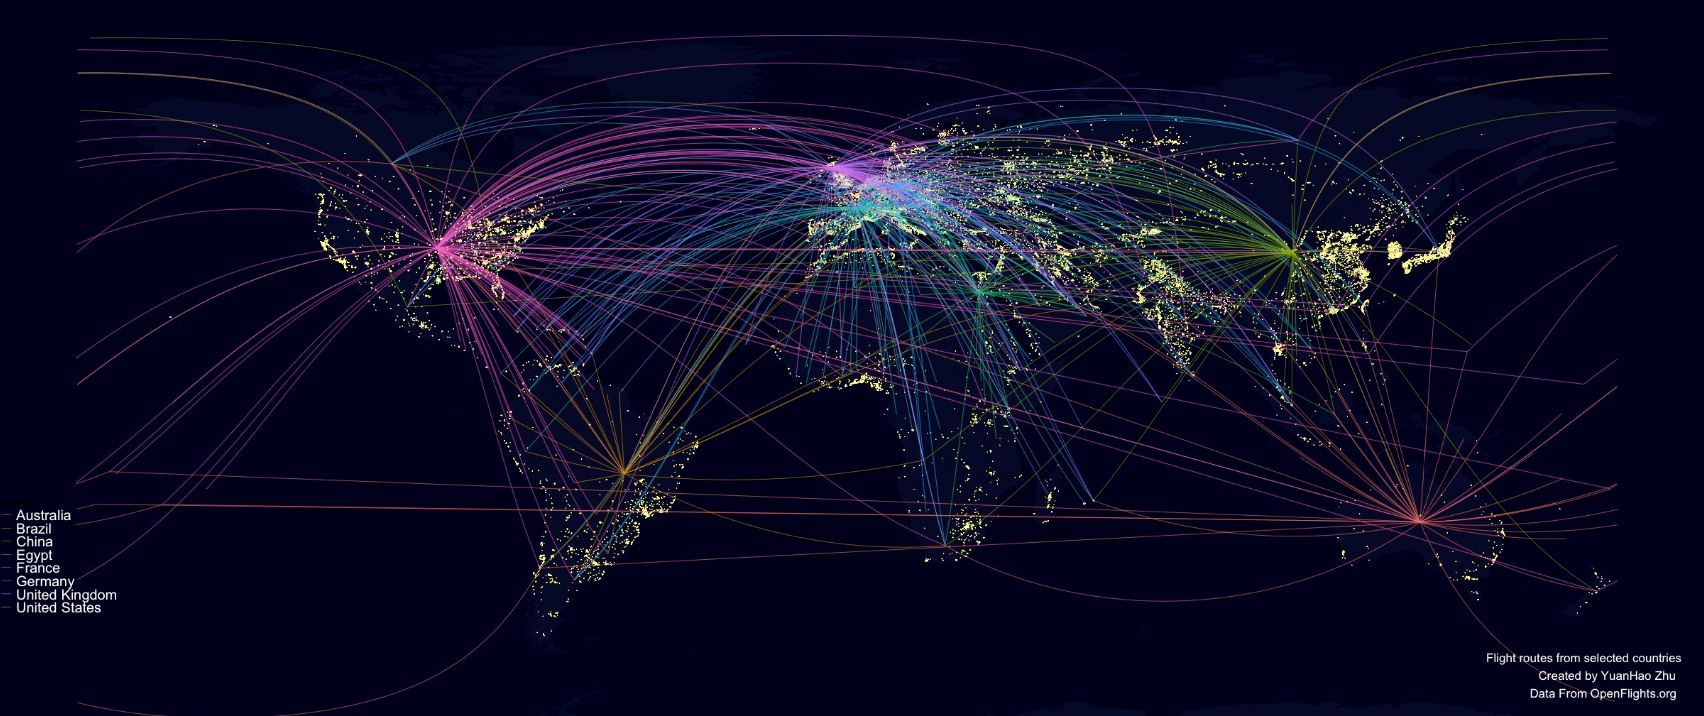 Australia
Brazil
China
Egypt
France
Germany
United Kingdom
United States
Flight routes from selected countries
Created by YuanHao Zhu
Data From OpenFlights.org